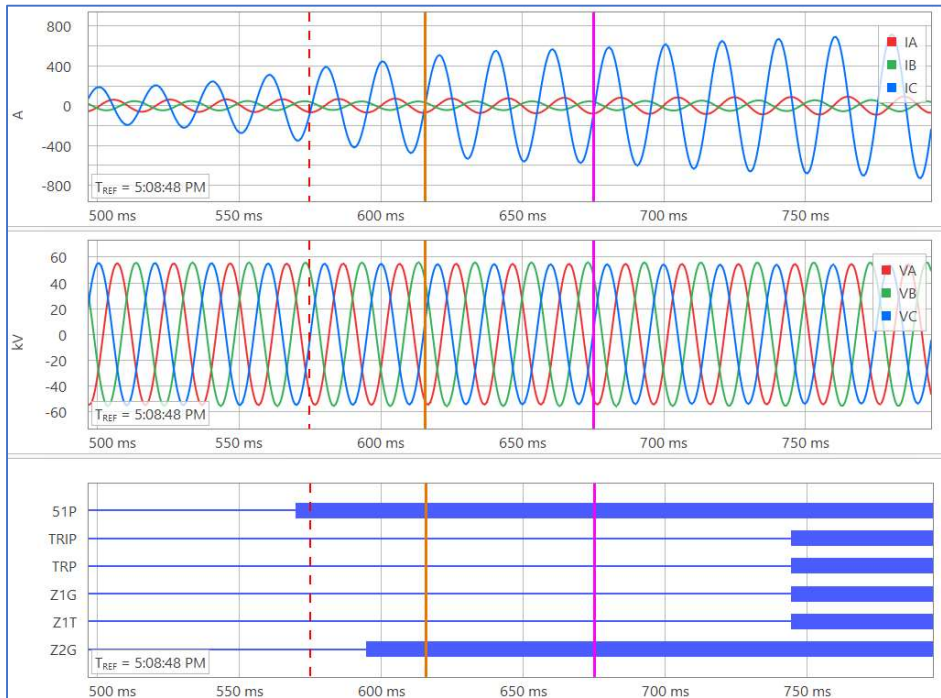 800
400
0
-400
-800
A
IA
IB
IC
TREF = 5:08:48 PM
500 ms 550 ms 600 ms 650 ms 700 ms 750 ms
60
40
20
0
-20
-40
-60
kV
VA
VB
VC
TREF = 5:08:48 PM
500 ms 550 ms 600 ms 650 ms 700 ms 750 ms
51P
TRIP
TRP
Z1G
Z1T
Z2G
TREF = 5:08:48 PM
500 ms 550 ms 600 ms 650 ms 700 ms 750 ms